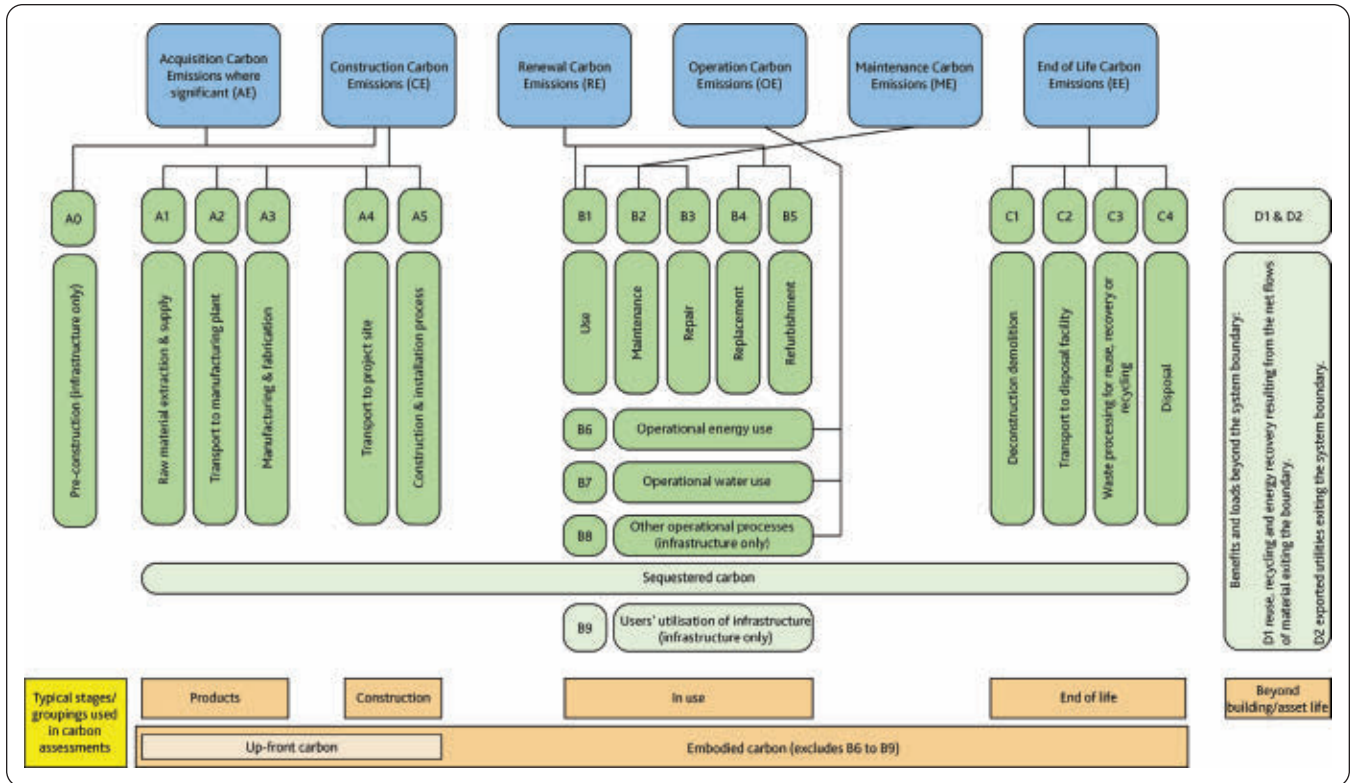 Acquisition Carbon
Emissions where
significant (AE)
Construction Carbon
Emissions (CE)
Renewal Carbon
Emissions (RE)
Operation Carbon
Emissions (OE)
Maintenance Carbon
Emissions (ME)
End of Life Carbon
Emissions (EE)
A0
A1
A2
A3
A4
A5
B1
B2
B3
B4
B5
C1
C2
C3
C4
D1 & D2
Pre-construction (infrastructure only)
Raw material extraction & supply
Transport to manufacturing plant
Manufacturing & fabrication
Transport to project site
Construction & installation process
Use
Maintenance
Repair
Replacement
Refurbishment
Deconstruction demolition
Transport to disposal facility
Waste processing for reuse, recovery or
recycling
Disposal
Benefits and loads beyond the system boundary:
D1 reuse, recycling and energy recovery resulting from the net flows
of material exiting the boundary.
D2 exported utilities exiting the system boundary.
B6
Operational energy use
B7
Operational water use
B8
Other operational processes
(infrastructure only)
Sequestered carbon
B9
Users' utilisation of infrastructure
(infrastructure only)
Typical stages/
groupings used
in carbon
assessments
Products
Construction
In use
End of life
Beyond
building/asset life
Up-front carbon
Embodied carbon (excludes B6 to B9)